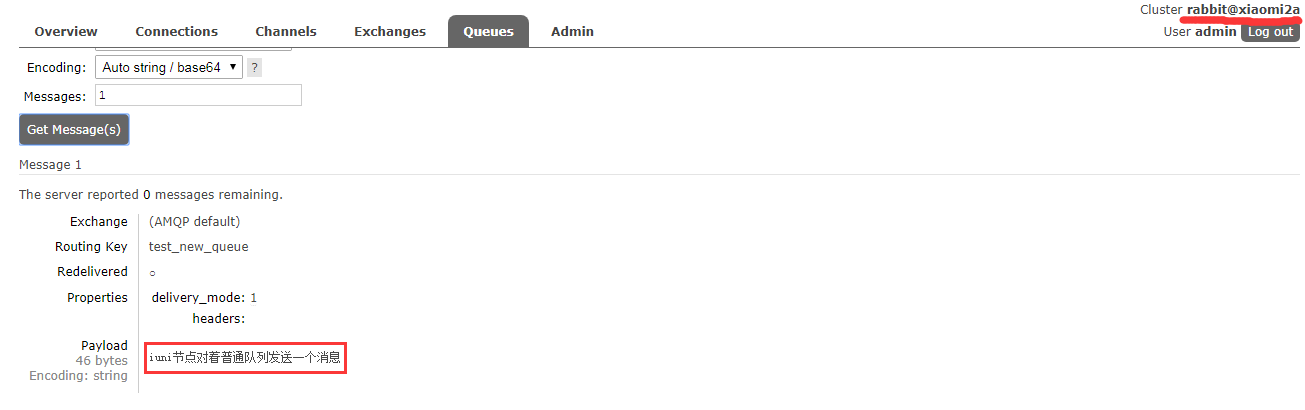 Cluster rabbit@xiaomi2a
Overview Connections Channels Exchanges Queues Admin User admin Log out
Encoding: Auto string / base64 ?
Messages: 1
Get Message(s)
Message 1
The server reported 0 messages remaining.
Exchange (AMQP default)
Routing Key test_new_queue
Redelivered ○
Properties delivery_mode: 1
headers:
Payload
46 bytes
Encoding: string
iuni节点对着普通队列发送一个消息